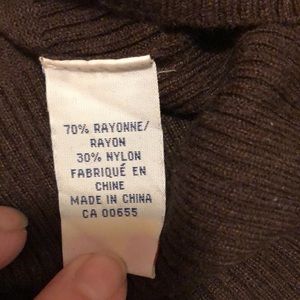 70% RAYONNE/
RAYON
30% NYLON
FABRIQUÉ EN
CHINE
MADE IN CHINA
CA 00655